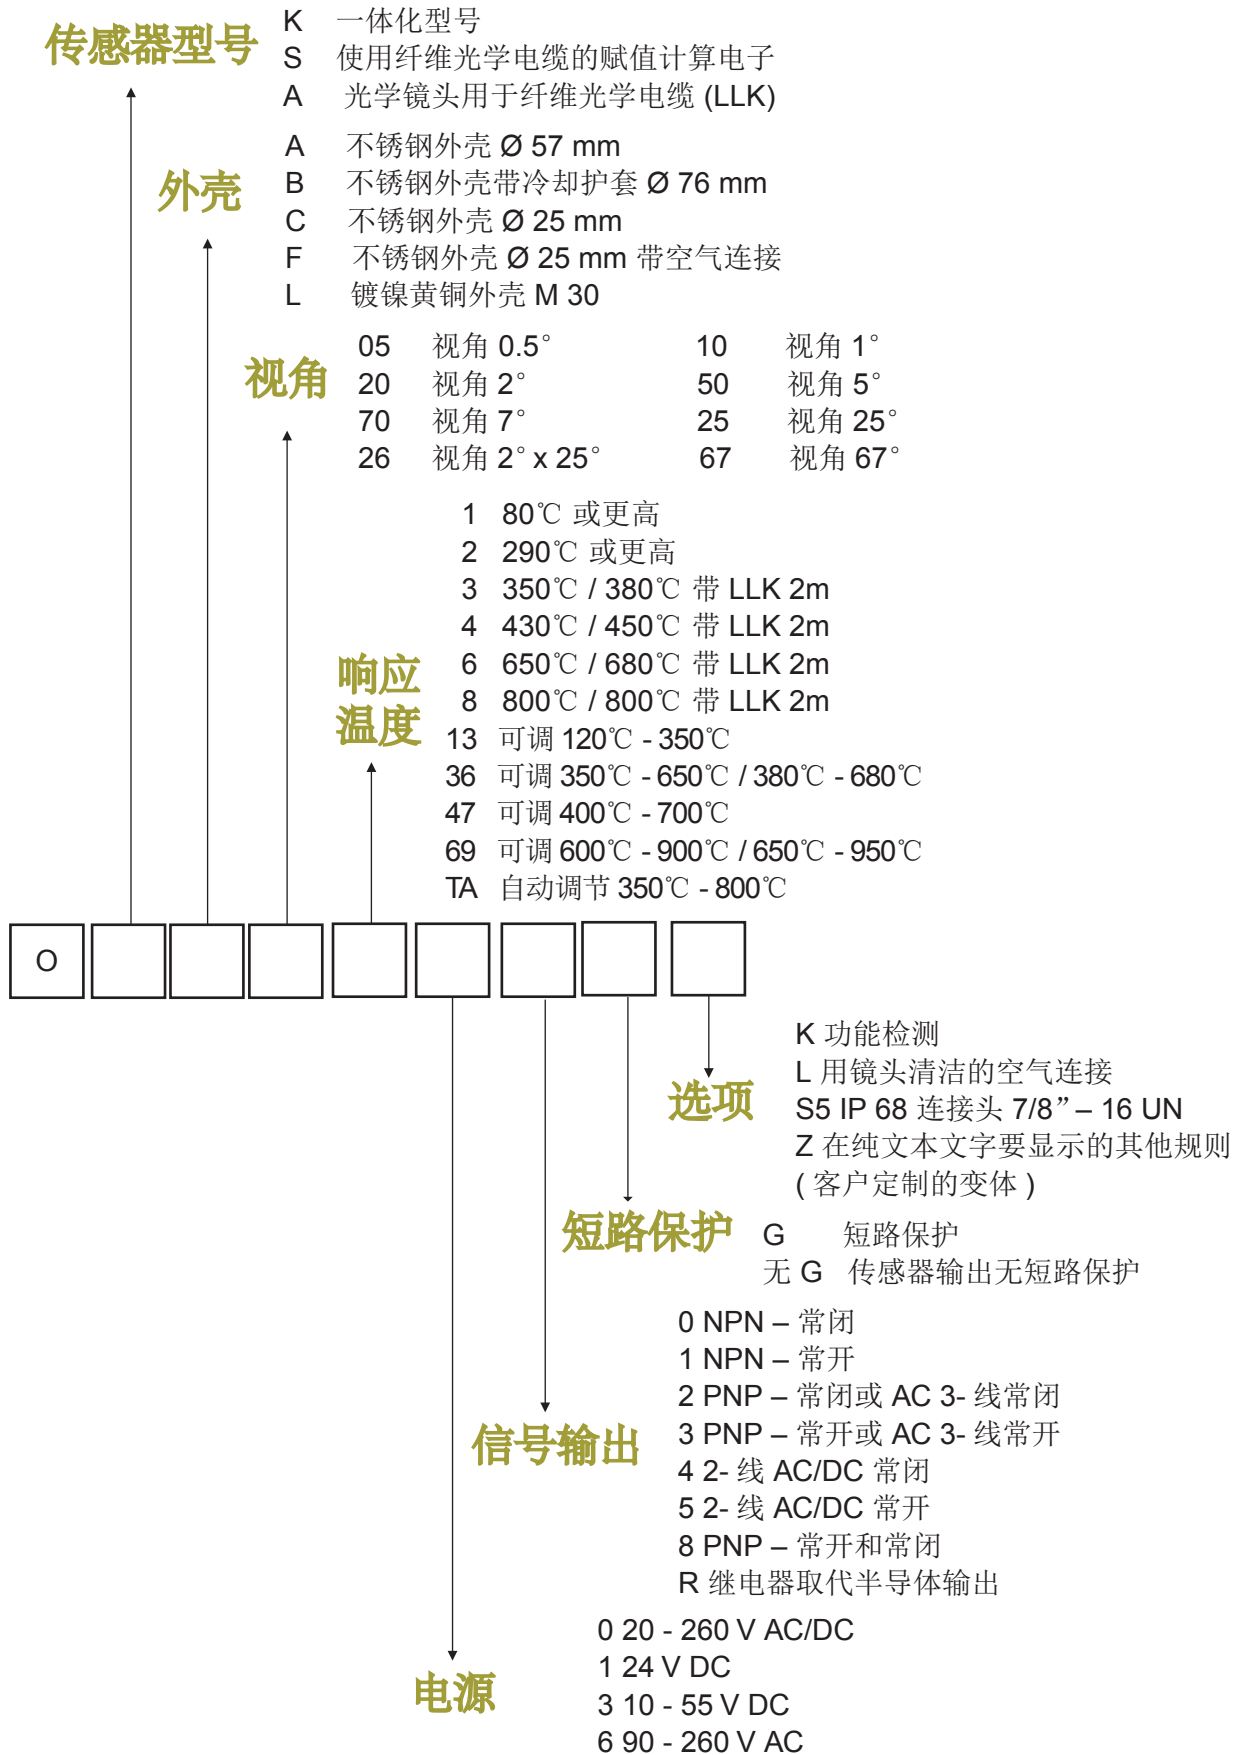 传感器型号
K 一体化型号
S 使用纤维光学电缆的赋值计算电子
A 光学镜头用于纤维光学电缆 (LLK)
外壳
A 不锈钢外壳 Ø 57 mm
B 不锈钢外壳带冷却护套 Ø 76 mm
C 不锈钢外壳 Ø 25 mm
F 不锈钢外壳 Ø 25 mm 带空气连接
L 镀镍黄铜外壳 M 30
视角
05 视角 0.5° 10 视角 1°
20 视角 2° 50 视角 5°
70 视角 7° 25 视角 25°
26 视角 2° x 25° 67 视角 67°
响应
温度
1 80℃ 或更高
2 290℃ 或更高
3 350℃ / 380℃ 带 LLK 2m
4 430℃ / 450℃ 带 LLK 2m
6 650℃ / 680℃ 带 LLK 2m
8 800℃ / 800℃ 带 LLK 2m
13 可调 120℃ - 350℃
36 可调 350℃ - 650℃ / 380℃ - 680℃
47 可调 400℃ - 700℃
69 可调 600℃ - 900℃ / 650℃ - 950℃
TA 自动调节 350℃ - 800℃
O
选项
K 功能检测
L 用镜头清洁的空气连接
S5 IP 68 连接头 7/8” – 16 UN
Z 在纯文本文字要显示的其他规则
( 客户定制的变体 )
短路保护
G 短路保护
无 G 传感器输出无短路保护
信号输出
0 NPN – 常闭
1 NPN – 常开
2 PNP – 常闭或 AC 3- 线常闭
3 PNP – 常开或 AC 3- 线常开
4 2- 线 AC/DC 常闭
5 2- 线 AC/DC 常开
8 PNP – 常开和常闭
R 继电器取代半导体输出
电源
0 20 - 260 V AC/DC
1 24 V DC
3 10 - 55 V DC
6 90 - 260 V AC